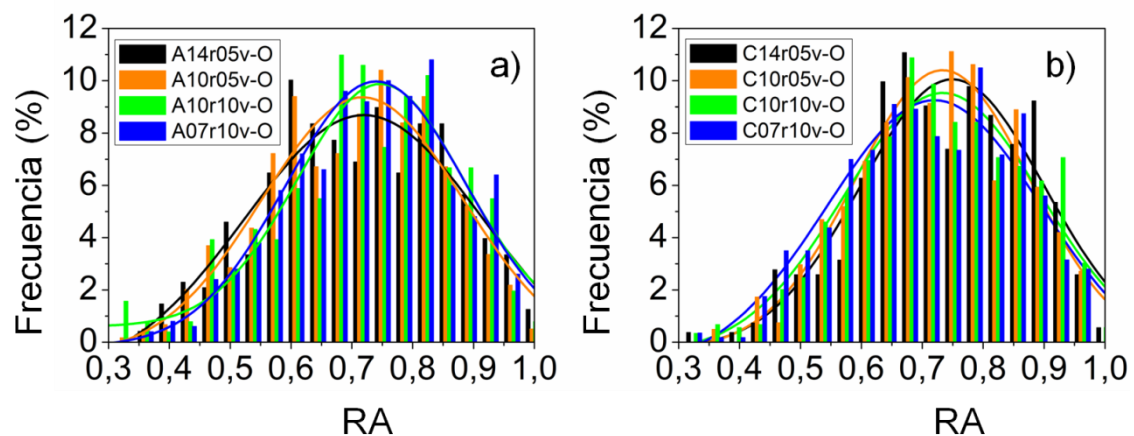 12
10
8
6
4
2
0
Frecuencia (%)
A14r05v-O
A10r05v-O
A10r10v-O
A07r10v-O
a)
0,3 0,4 0,5 0,6 0,7 0,8 0,9 1,0
RA
12
10
8
6
4
2
0
Frecuencia (%)
C14r05v-O
C10r05v-O
C10r10v-O
C07r10v-O
b)
0,3 0,4 0,5 0,6 0,7 0,8 0,9 1,0
RA